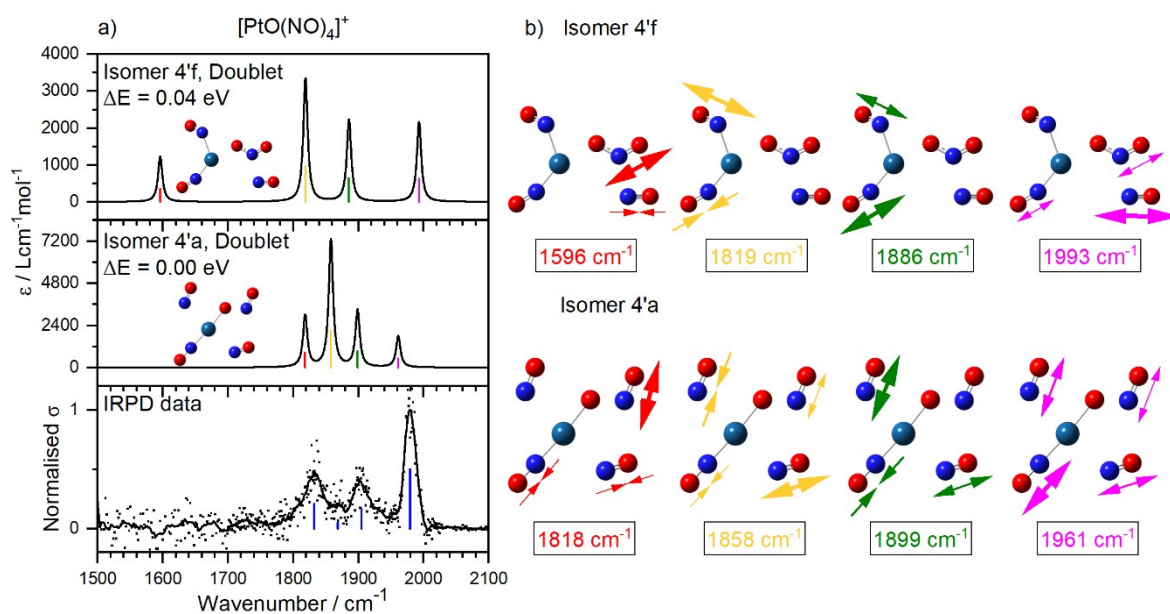 a) [PtO(NO)₄]⁺
b) Isomer 4'f
4000
3000
2000
1000
0
Isomer 4'f, Doublet
ΔE = 0.04 eV
7200
4800
2400
0
Isomer 4'a, Doublet
ΔE = 0.00 eV
ε / Lcm⁻¹mol⁻¹
1
0
IRPD data
Normalised σ
1500 1600 1700 1800 1900 2000 2100
Wavenumber / cm⁻¹
1596 cm⁻¹ 1819 cm⁻¹ 1886 cm⁻¹ 1993 cm⁻¹
Isomer 4'a
1818 cm⁻¹ 1858 cm⁻¹ 1899 cm⁻¹ 1961 cm⁻¹